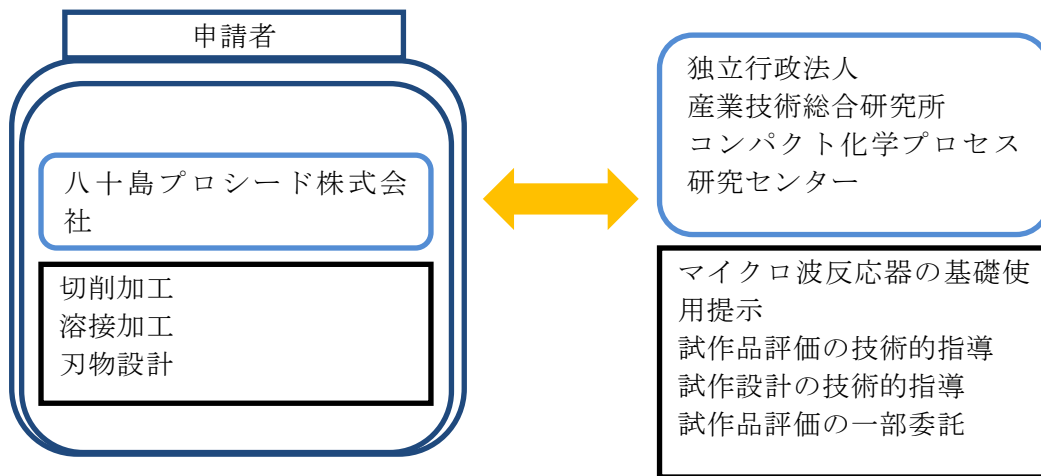 申請者
八十島プロシード株式会
社
切削加工
溶接加工
刃物設計
独立行政法人
産業技術総合研究所
コンパクト化学プロセス
研究センター
マイクロ波反応器の基礎使
用提示
試作品評価の技術的指導
試作設計の技術的指導
試作品評価の一部委託